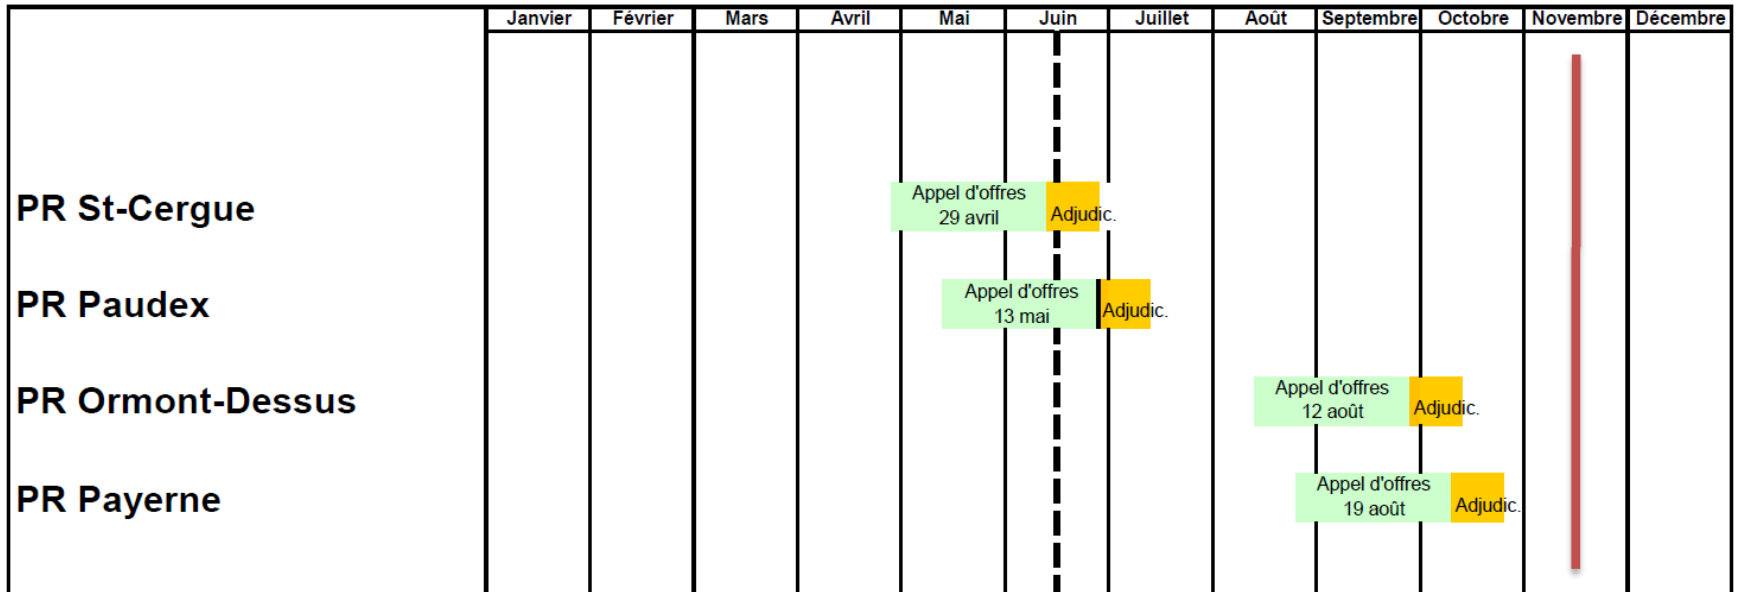 Janvier Février Mars Avril Mai Juin Juillet Août Septembre Octobre Novembre Décembre
PR St-Cergue
Appel d'offres
29 avril
Adjudic.
PR Paudex
Appel d'offres
13 mai
Adjudic.
PR Ormont-Dessus
Appel d'offres
12 août
Adjudic.
PR Payerne
Appel d'offres
19 août
Adjudic.